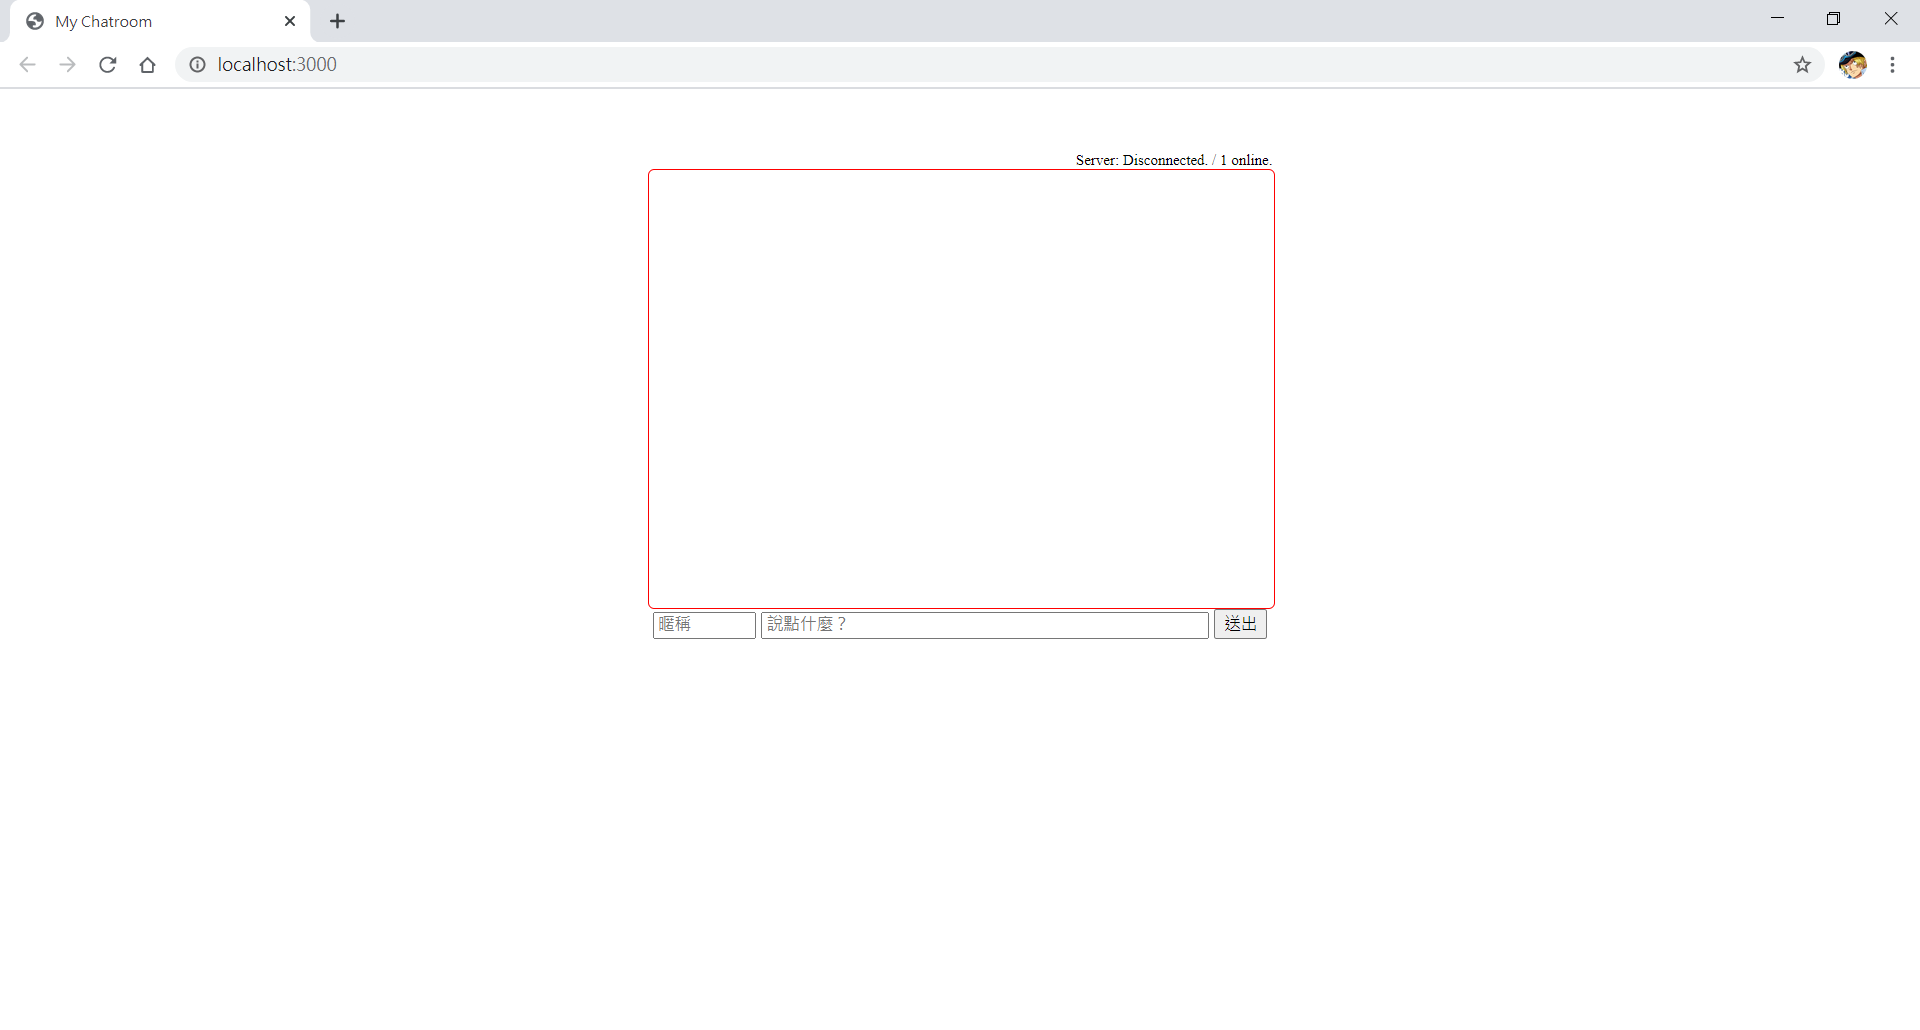 My Chatroom
localhost:3000
Server: Disconnected. / 1 online.
暱稱 說點什麼？ 送出